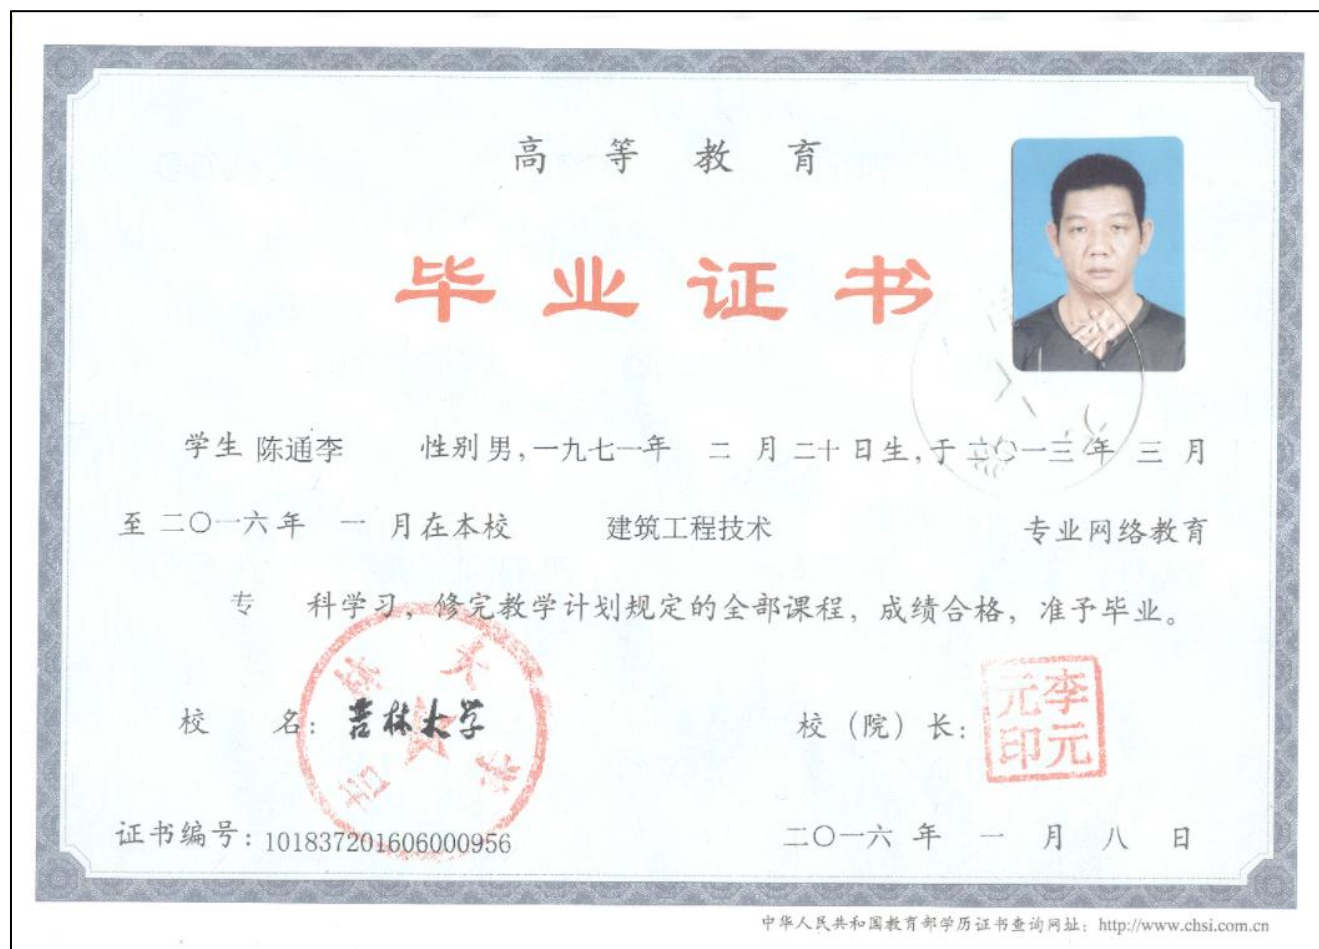 高等教育
毕业证书
学生 陈通李 性别 男, 一九七一年 二 月 二十 日生, 于 二〇一三 年 三 月
至 二〇一六 年 一 月在本校 建筑工程技术 专业网络教育
专 科学习, 修完教学计划规定的全部课程, 成绩合格, 准予毕业。
校 名: 吉林大学 校（院）长:
吉林大学
李元元印
证书编号: 101837201606000956 二〇一六 年 一 月 八 日
中华人民共和国教育部学历证书查询网址: http://www.chsi.com.cn